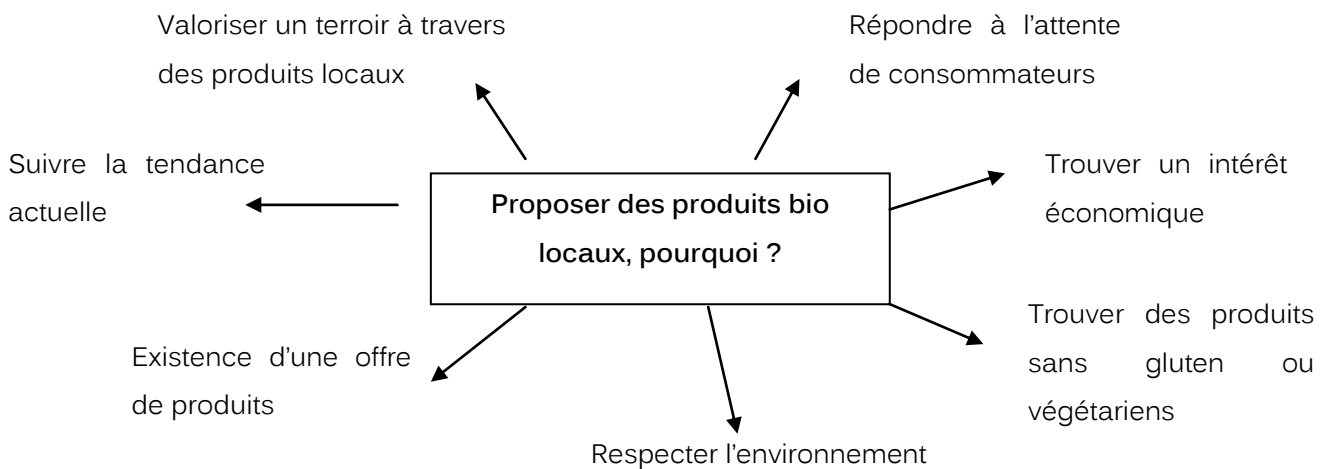 Valoriser un terroir à travers
des produits locaux
Répondre à l'attente
de consommateurs
Suivre la tendance
actuelle
Proposer des produits bio
locaux, pourquoi ?
Trouver un intérêt
économique
Existence d'une offre
de produits
Trouver des produits
sans gluten ou
végétariens
Respecter l'environnement